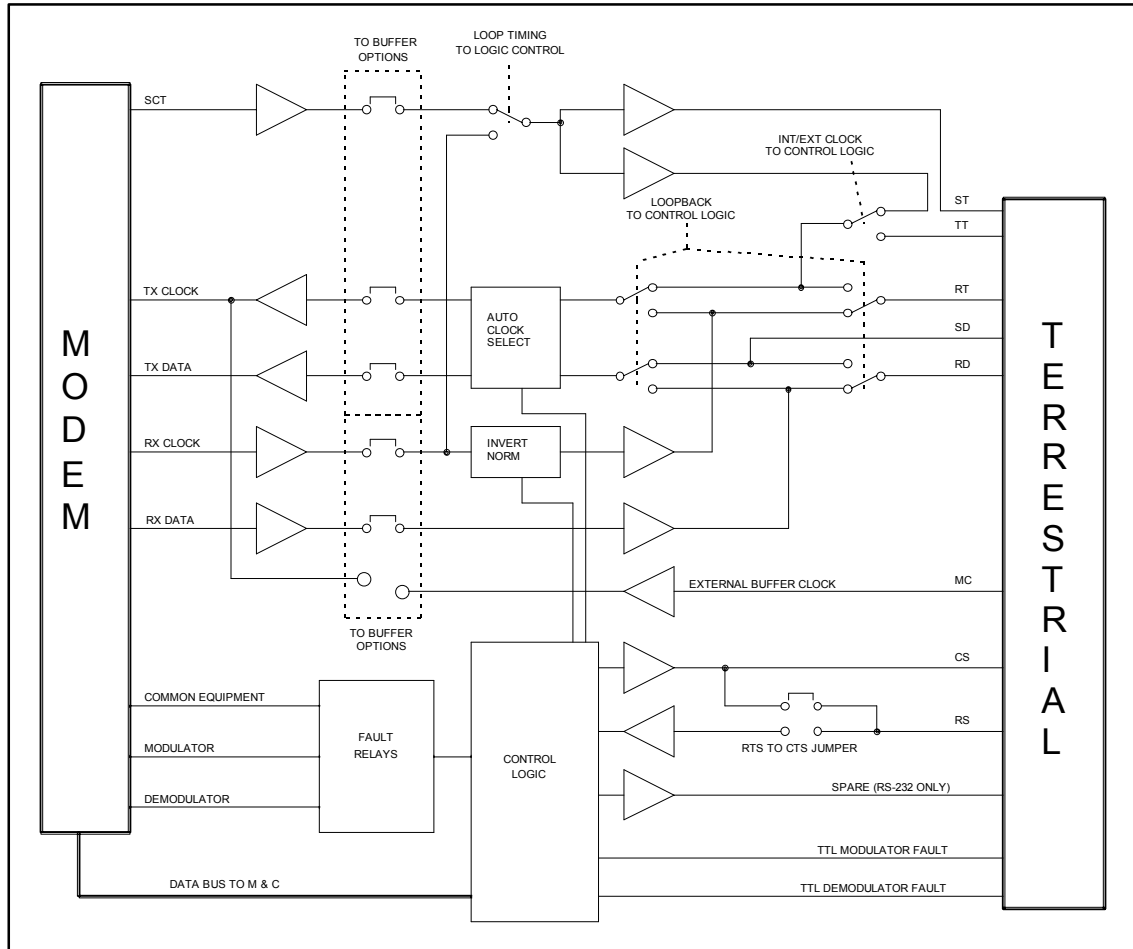 TO BUFFER
OPTIONS
LOOP TIMING
TO LOGIC CONTROL
SCT
INT/EXT CLOCK
TO CONTROL LOGIC
LOOPBACK
TO CONTROL LOGIC
ST
TT
TX CLOCK
AUTO
CLOCK
SELECT
RT
SD
TX DATA
RD
RX CLOCK
INVERT
NORM
RX DATA
EXTERNAL BUFFER CLOCK
MC
TO BUFFER
OPTIONS
CS
COMMON EQUIPMENT
FAULT
RELAYS
MODULATOR
DEMODULATOR
CONTROL
LOGIC
RS
RTS TO CTS JUMPER
SPARE (RS-232 ONLY)
TTL MODULATOR FAULT
DATA BUS TO M & C
TTL DEMODULATOR FAULT
MODEM
TERRESTRIAL